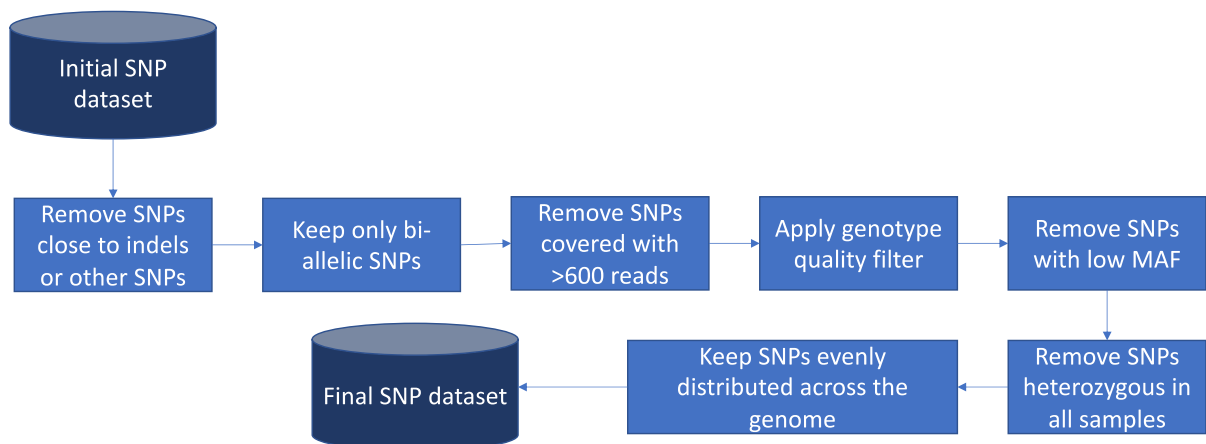 Initial SNP
dataset
Remove SNPs
close to indels
or other SNPs
Keep only bi-
allelic SNPs
Remove SNPs
covered with
>600 reads
Apply genotype
quality filter
Remove SNPs
with low MAF
Remove SNPs
heterozygous in
all samples
Keep SNPs evenly
distributed across the
genome
Final SNP dataset